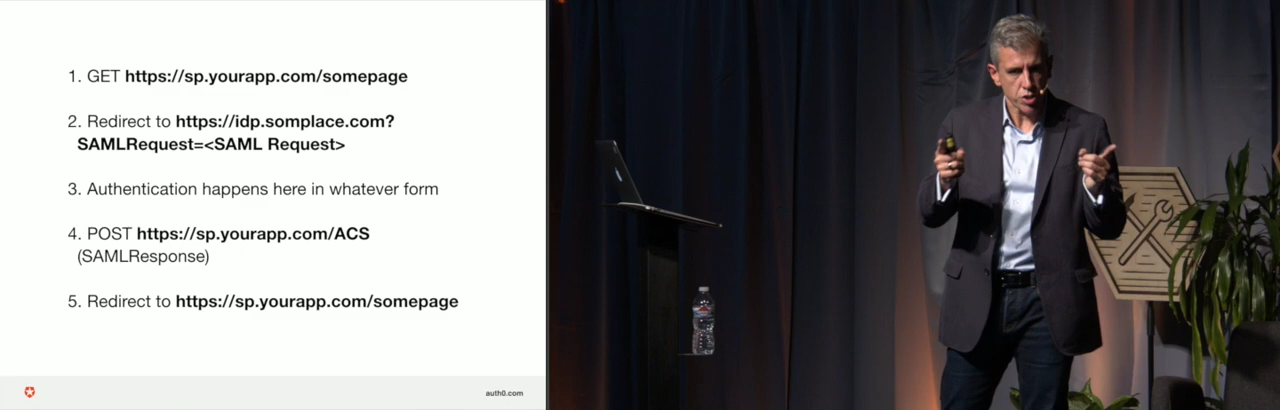 1. GET https://sp.yourapp.com/somepage
2. Redirect to https://idp.somplace.com?
SAMLRequest=<SAML Request>
3. Authentication happens here in whatever form
4. POST https://sp.yourapp.com/ACS
(SAMLResponse)
5. Redirect to https://sp.yourapp.com/somepage
auth0.com